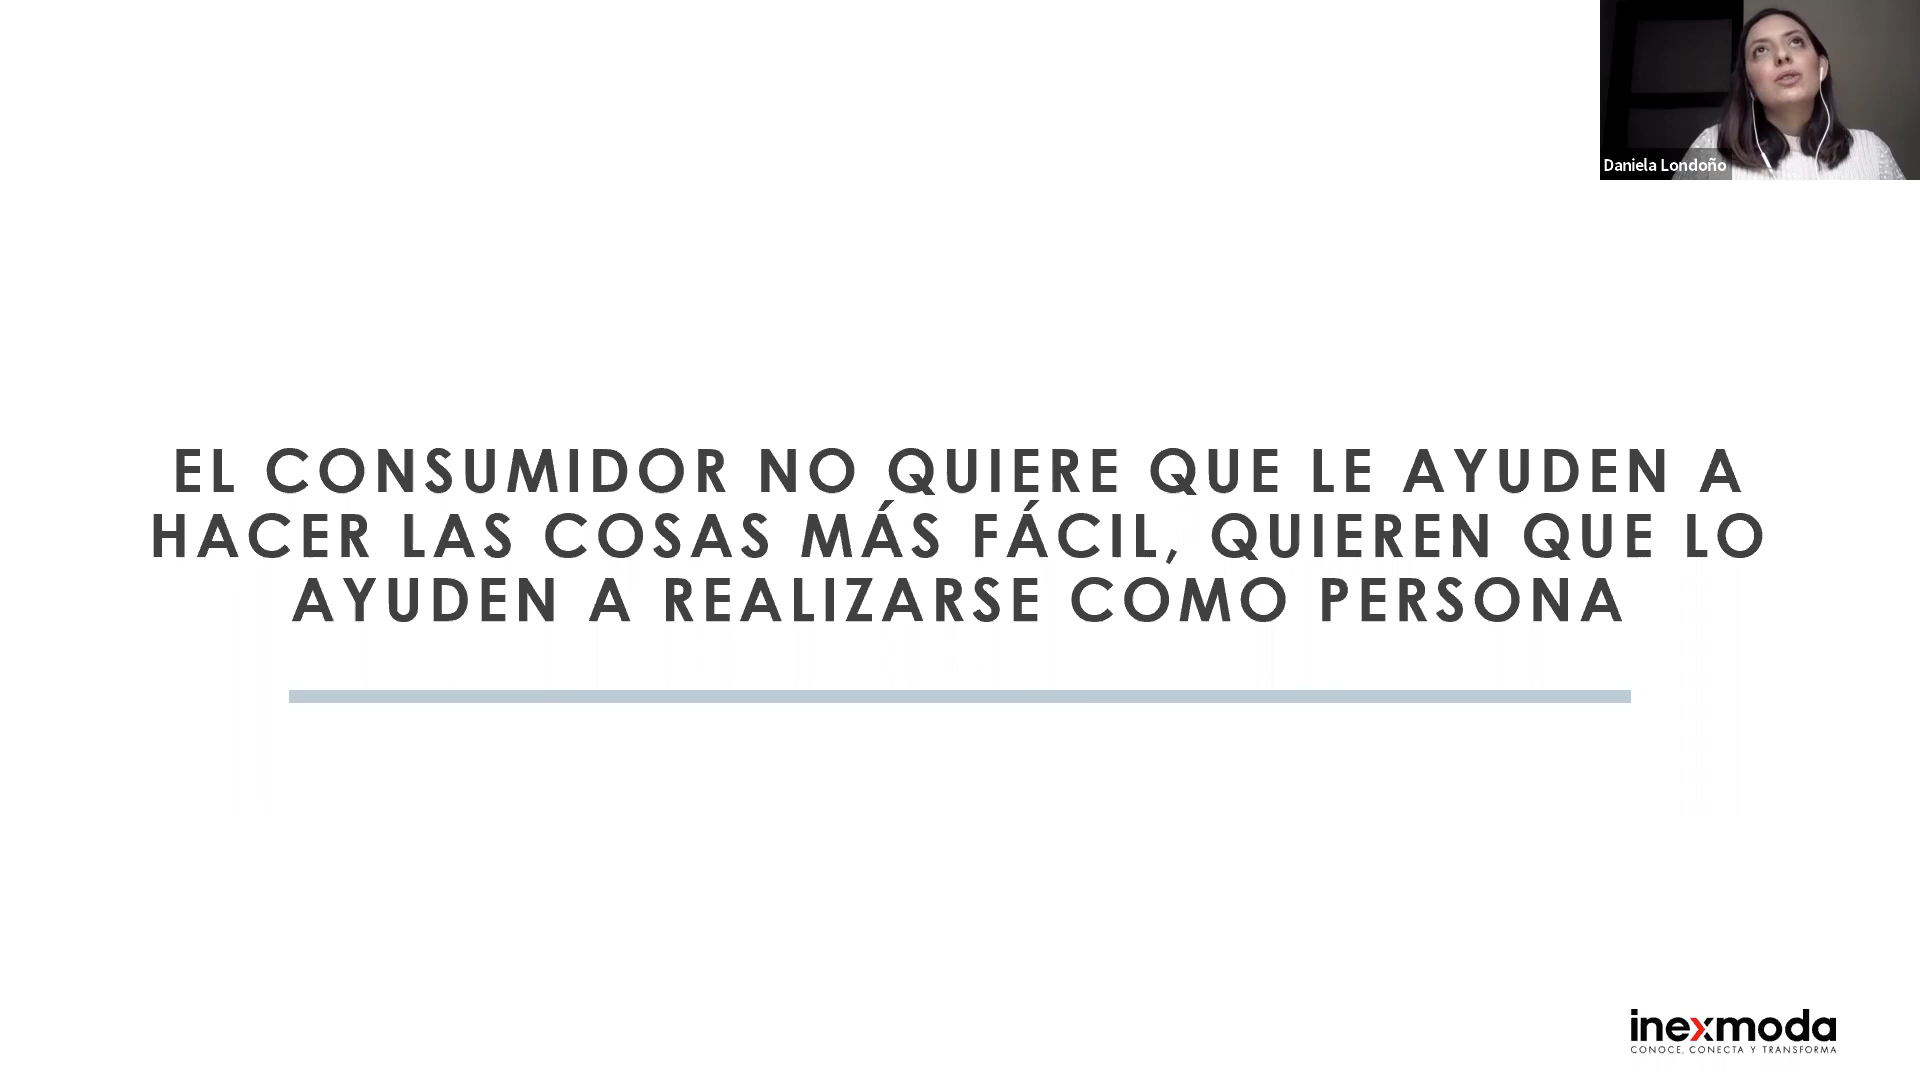 Daniela Londoño
EL CONSUMIDOR NO QUIERE QUE LE AYUDEN A
HACER LAS COSAS MÁS FÁCIL, QUIEREN QUE LO
AYUDEN A REALIZARSE COMO PERSONA
inexmoda
CONOCE, CONECTA Y TRANSFORMA